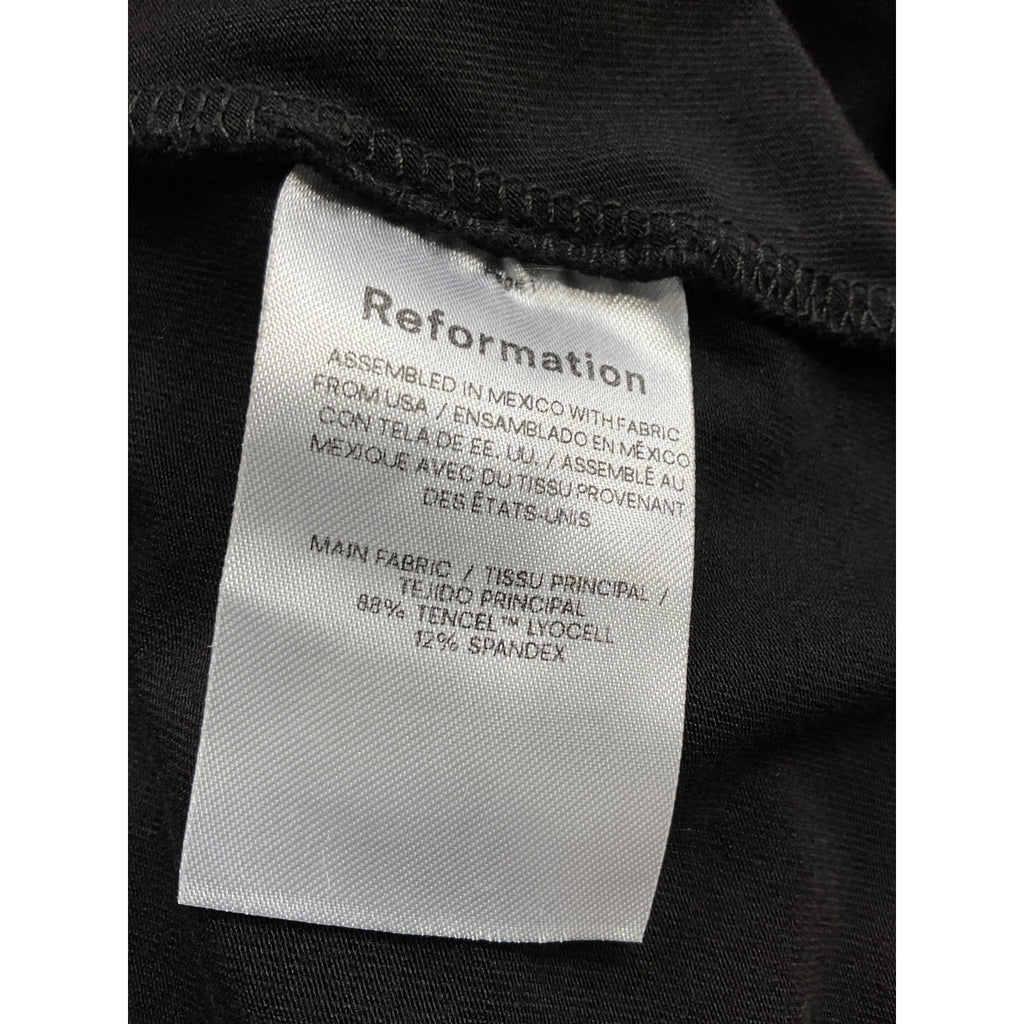 Reformation
ASSEMBLED IN MEXICO WITH FABRIC
FROM USA / ENSAMBLADO EN MÉXICO
CON TELA DE EE. UU. / ASSEMBLÉ AU
MEXIQUE AVEC DU TISSU PROVENANT
DES ÉTATS-UNIS
MAIN FABRIC / TISSU PRINCIPAL /
TEJIDO PRINCIPAL
88% TENCEL™ LYOCELL
12% SPANDEX